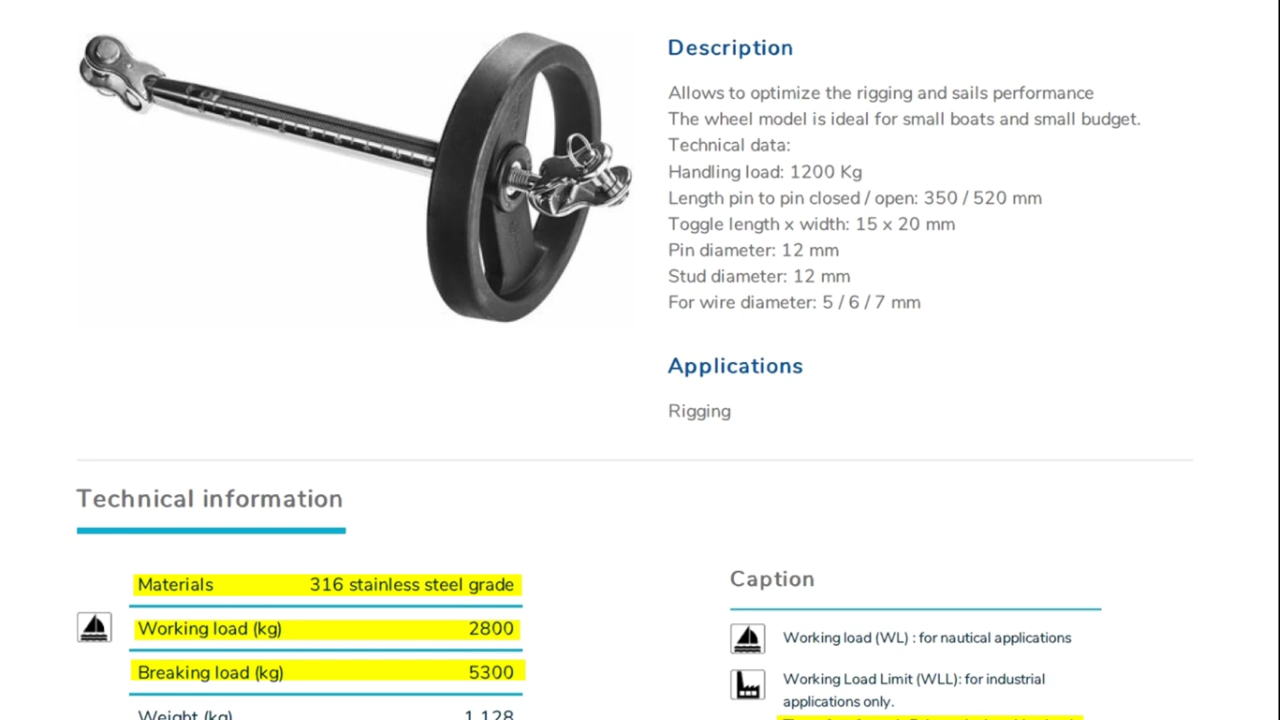 Description
Allows to optimize the rigging and sails performance
The wheel model is ideal for small boats and small budget.
Technical data:
Handling load: 1200 Kg
Length pin to pin closed / open: 350 / 520 mm
Toggle length x width: 15 x 20 mm
Pin diameter: 12 mm
Stud diameter: 12 mm
For wire diameter: 5 / 6 / 7 mm
Applications
Rigging
Technical information
Materials 316 stainless steel grade
Working load (kg) 2800
Breaking load (kg) 5300
Weight (kg) 1,128
Caption
Working load (WL) : for nautical applications
Working Load Limit (WLL): for industrial
applications only.